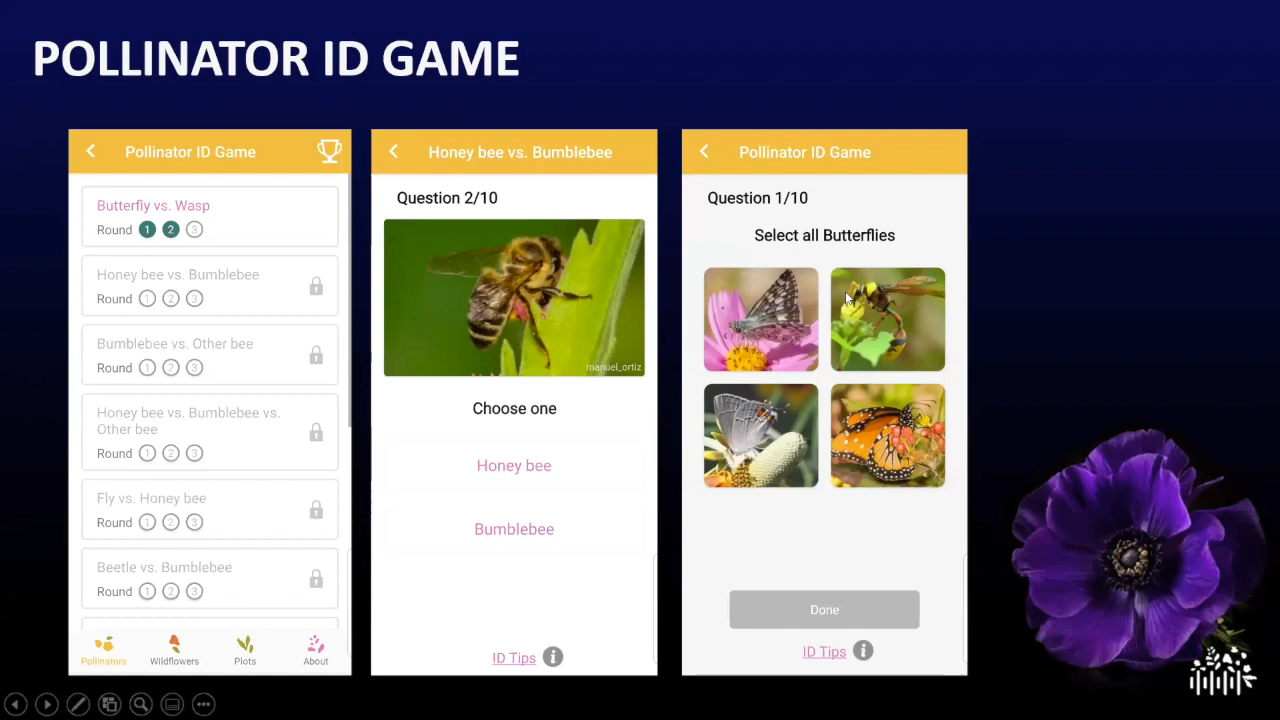 POLLINATOR ID GAME
Pollinator ID Game
Butterfly vs. Wasp
Round 1 2 3
Honey bee vs. Bumblebee
Round 1 2 3
Bumblebee vs. Other bee
Round 1 2 3
Honey bee vs. Bumblebee vs.
Other bee
Round 1 2 3
Fly vs. Honey bee
Round 1 2 3
Beetle vs. Bumblebee
Round 1 2 3
Pollinators Wildflowers Plots About
Honey bee vs. Bumblebee
Question 2/10
manuel_ortiz
Choose one
Honey bee
Bumblebee
ID Tips i
Pollinator ID Game
Question 1/10
Select all Butterflies
Done
ID Tips i